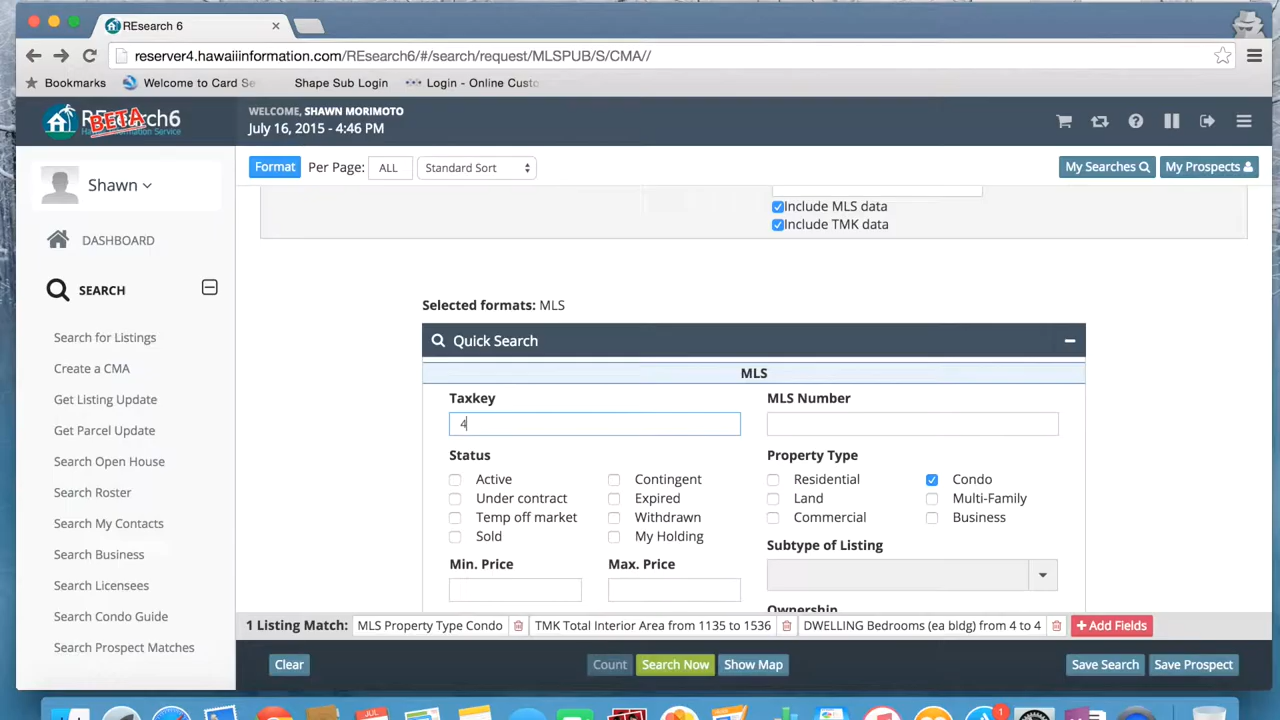 REsearch 6
reserver4.hawaiiinformation.com/REsearch6/#/search/request/MLSPUB/S/CMA//
Bookmarks Welcome to Card Se Shape Sub Login Login - Online Custo
REsearch6 BETA
Hawaii Information Service
WELCOME, SHAWN MORIMOTO
July 16, 2015 - 4:46 PM
Shawn
Format Per Page: ALL Standard Sort My Searches My Prospects
DASHBOARD
SEARCH
Search for Listings
Create a CMA
Get Listing Update
Get Parcel Update
Search Open House
Search Roster
Search My Contacts
Search Business
Search Licensees
Search Condo Guide
Search Prospect Matches
Include MLS data
Include TMK data
Selected formats: MLS
Quick Search
MLS
Taxkey MLS Number
4
Status Property Type
Active Contingent Residential Condo
Under contract Expired Land Multi-Family
Temp off market Withdrawn Commercial Business
Sold My Holding
Subtype of Listing
Min. Price Max. Price
Ownership
1 Listing Match: MLS Property Type Condo TMK Total Interior Area from 1135 to 1536 DWELLING Bedrooms (ea bldg) from 4 to 4 + Add Fields
Clear Count Search Now Show Map Save Search Save Prospect
JUL
1